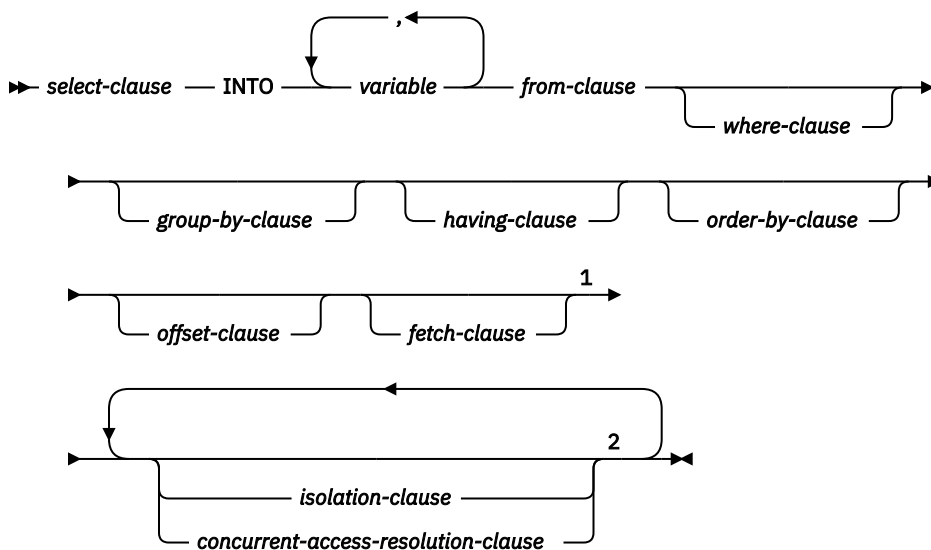 ,
select-clause INTO variable from-clause
where-clause
group-by-clause having-clause order-by-clause
1
offset-clause fetch-clause
2
isolation-clause
concurrent-access-resolution-clause